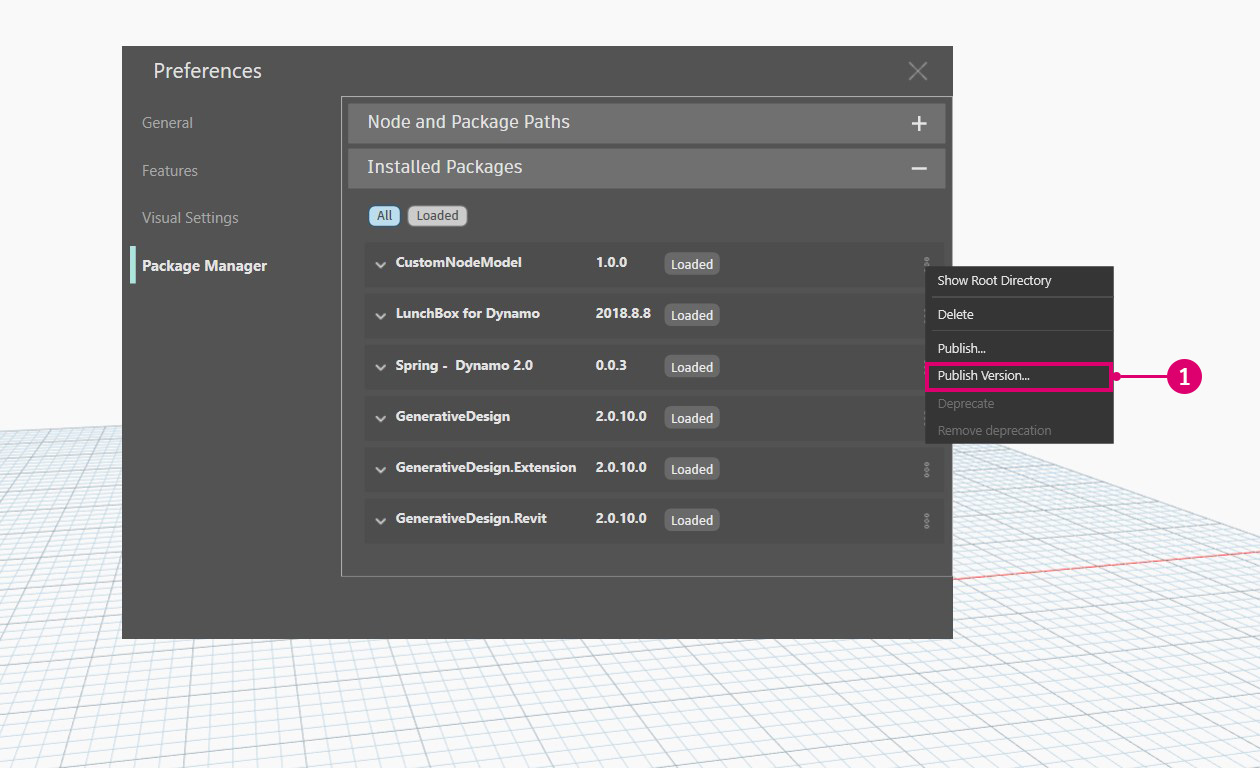 Preferences
General
Features
Visual Settings
Package Manager
Node and Package Paths
Installed Packages
All Loaded
CustomNodeModel 1.0.0 Loaded
LunchBox for Dynamo 2018.8.8 Loaded
Spring - Dynamo 2.0 0.0.3 Loaded
GenerativeDesign 2.0.10.0 Loaded
GenerativeDesign.Extension 2.0.10.0 Loaded
GenerativeDesign.Revit 2.0.10.0 Loaded
Show Root Directory
Delete
Publish...
Publish Version...
1
Deprecate
Remove deprecation